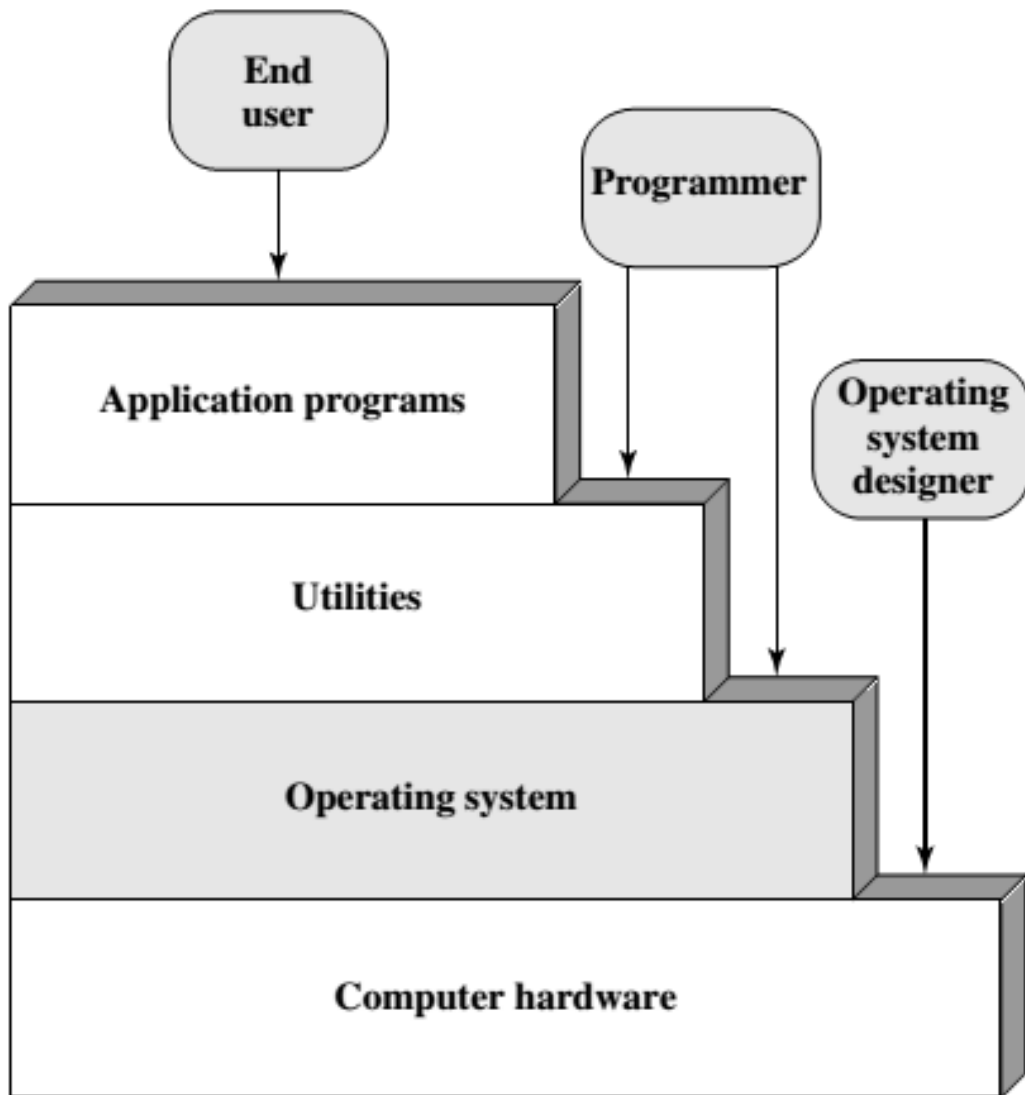 End
user
Programmer
Application programs
Operating
system
designer
Utilities
Operating system
Computer hardware